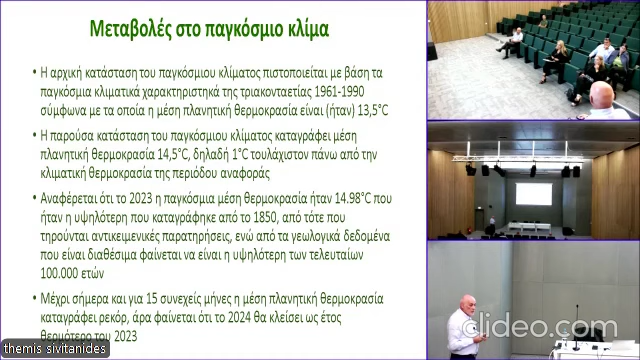 Μεταβολές στο παγκόσμιο κλίμα
• Η αρχική κατάσταση του παγκόσμιου κλίματος πιστοποιείται με βάση τα
παγκόσμια κλιματικά χαρακτηριστηκά της τριακονταετίας 1961-1990
σύμφωνα με τα οποία η μέση πλανητική θερμοκρασία είναι (ήταν) 13,5°C
• Η παρούσα κατάσταση του παγκόσμιου κλίματος καταγράφει μέση
πλανητική θερμοκρασία 14,5°C, δηλαδή 1°C τουλάχιστον πάνω από την
κλιματική θερμοκρασία της περιόδου αναφοράς
• Αναφέρεται ότι το 2023 η παγκόσμια μέση θερμοκρασία ήταν 14.98°C που
ήταν η υψηλότερη που καταγράφηκε από το 1850, από τότε που
τηρούνται αντικειμενικές παρατηρήσεις, ενώ από τα γεωλογικά δεδομένα
που είναι διαθέσιμα φαίνεται να είναι η υψηλότερη των τελευταίων
100.000 ετών
• Μέχρι σήμερα και για 15 συνεχείς μήνες η μέση πλανητική θερμοκρασία
καταγράφει ρεκόρ, άρα φαίνεται ότι το 2024 θα κλείσει ως έτος
θερμότερο του 2023
themis sivitanides
clideo.com